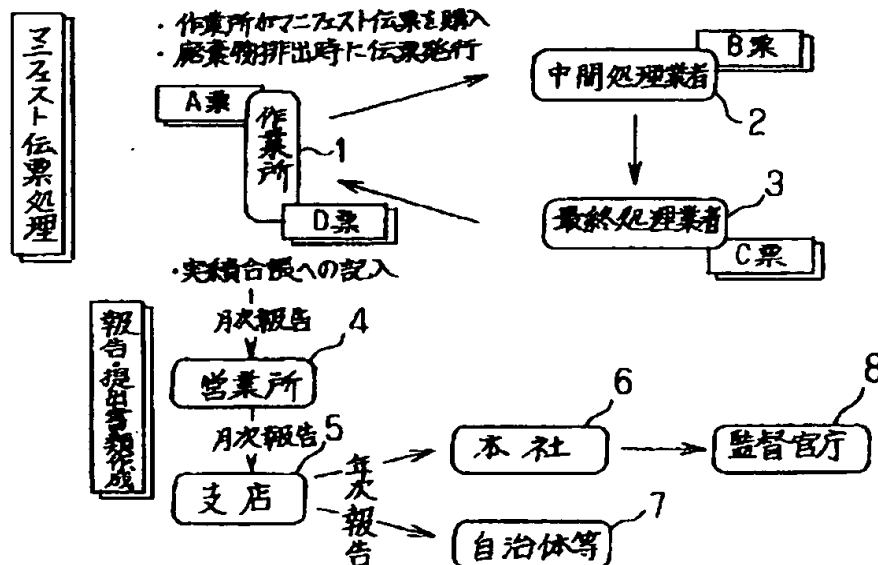 マニフェスト伝票処理
・作業所がマニフェスト伝票を購入
・廃棄物排出時に伝票発行
A票
作業所
1
D票
B票
中間処理業者
2
最終処理業者
3
C票
・実績台帳への記入
報告・提出書類作成
月次報告
営業所
4
月次報告
支店
5
年次報告
本社
6
自治体等
7
監督官庁
8